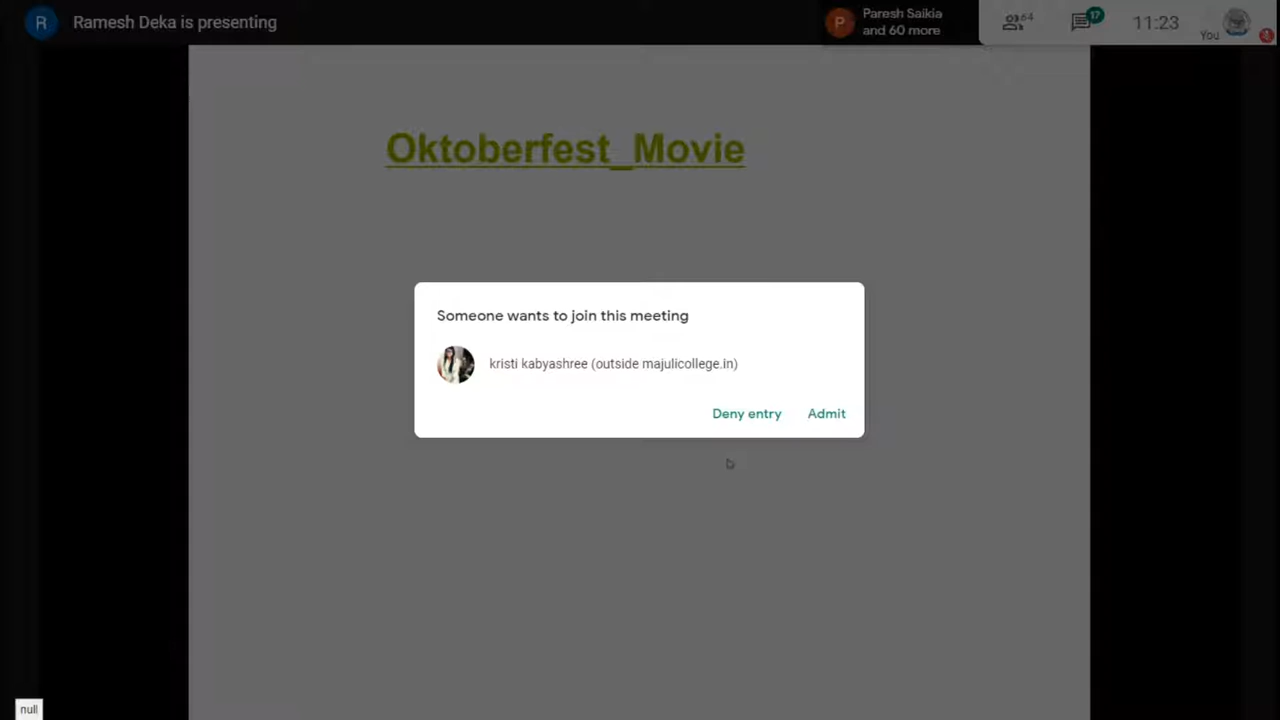 R Ramesh Deka is presenting
P Paresh Saikia
and 60 more
64
17
11:23
You
Oktoberfest_Movie
Someone wants to join this meeting
kristi kabyashree (outside majulicollege.in)
Deny entry Admit
null